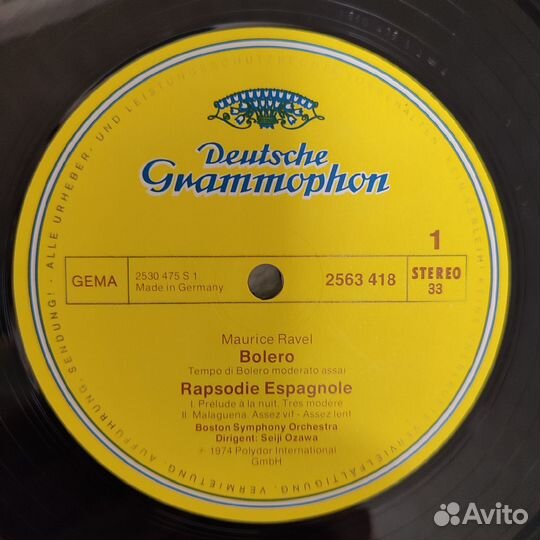 ALLE URHEBER- UND LEISTUNGSSCHUTZRECHTE
Deutsche
Grammophon
1
GEMA
2530 475 S 1
Made in Germany
2563 418
STEREO
33
Maurice Ravel
Bolero
Tempo di Bolero moderato assai
Rapsodie Espagnole
I. Prélude à la nuit. Très modéré
II. Malagueña. Assez vif - Assez lent
Boston Symphony Orchestra
Dirigent: Seiji Ozawa
℗ 1974 Polydor International
GmbH
VERVIELFÄLTIGUNG, VERMIETUNG, AUFFÜHRUNG, SENDUNG! -
Avito